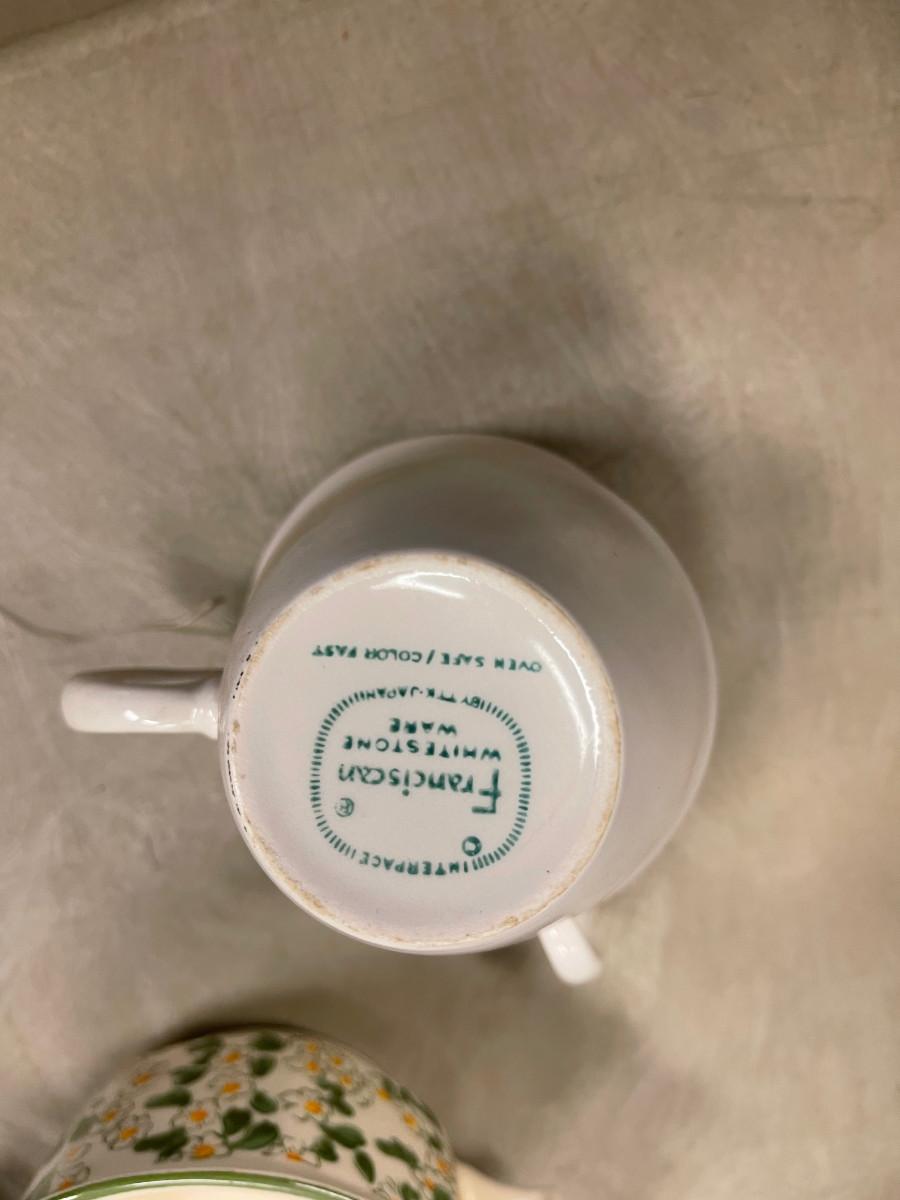 INTERPACE
®
Franciscan
WHITESTONE
WARE
BY TTK-JAPAN
OVEN SAFE / COLOR FAST